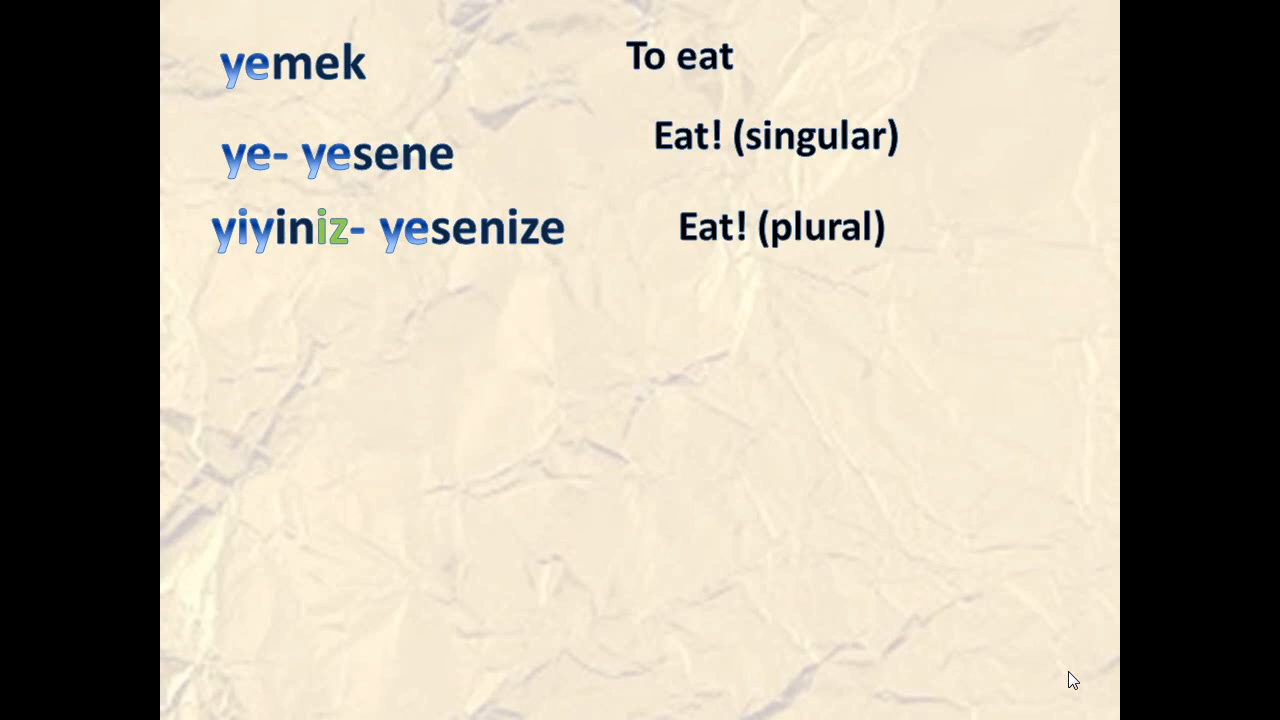 yemek To eat
ye- yesene Eat! (singular)
yiyiniz- yesenize Eat! (plural)